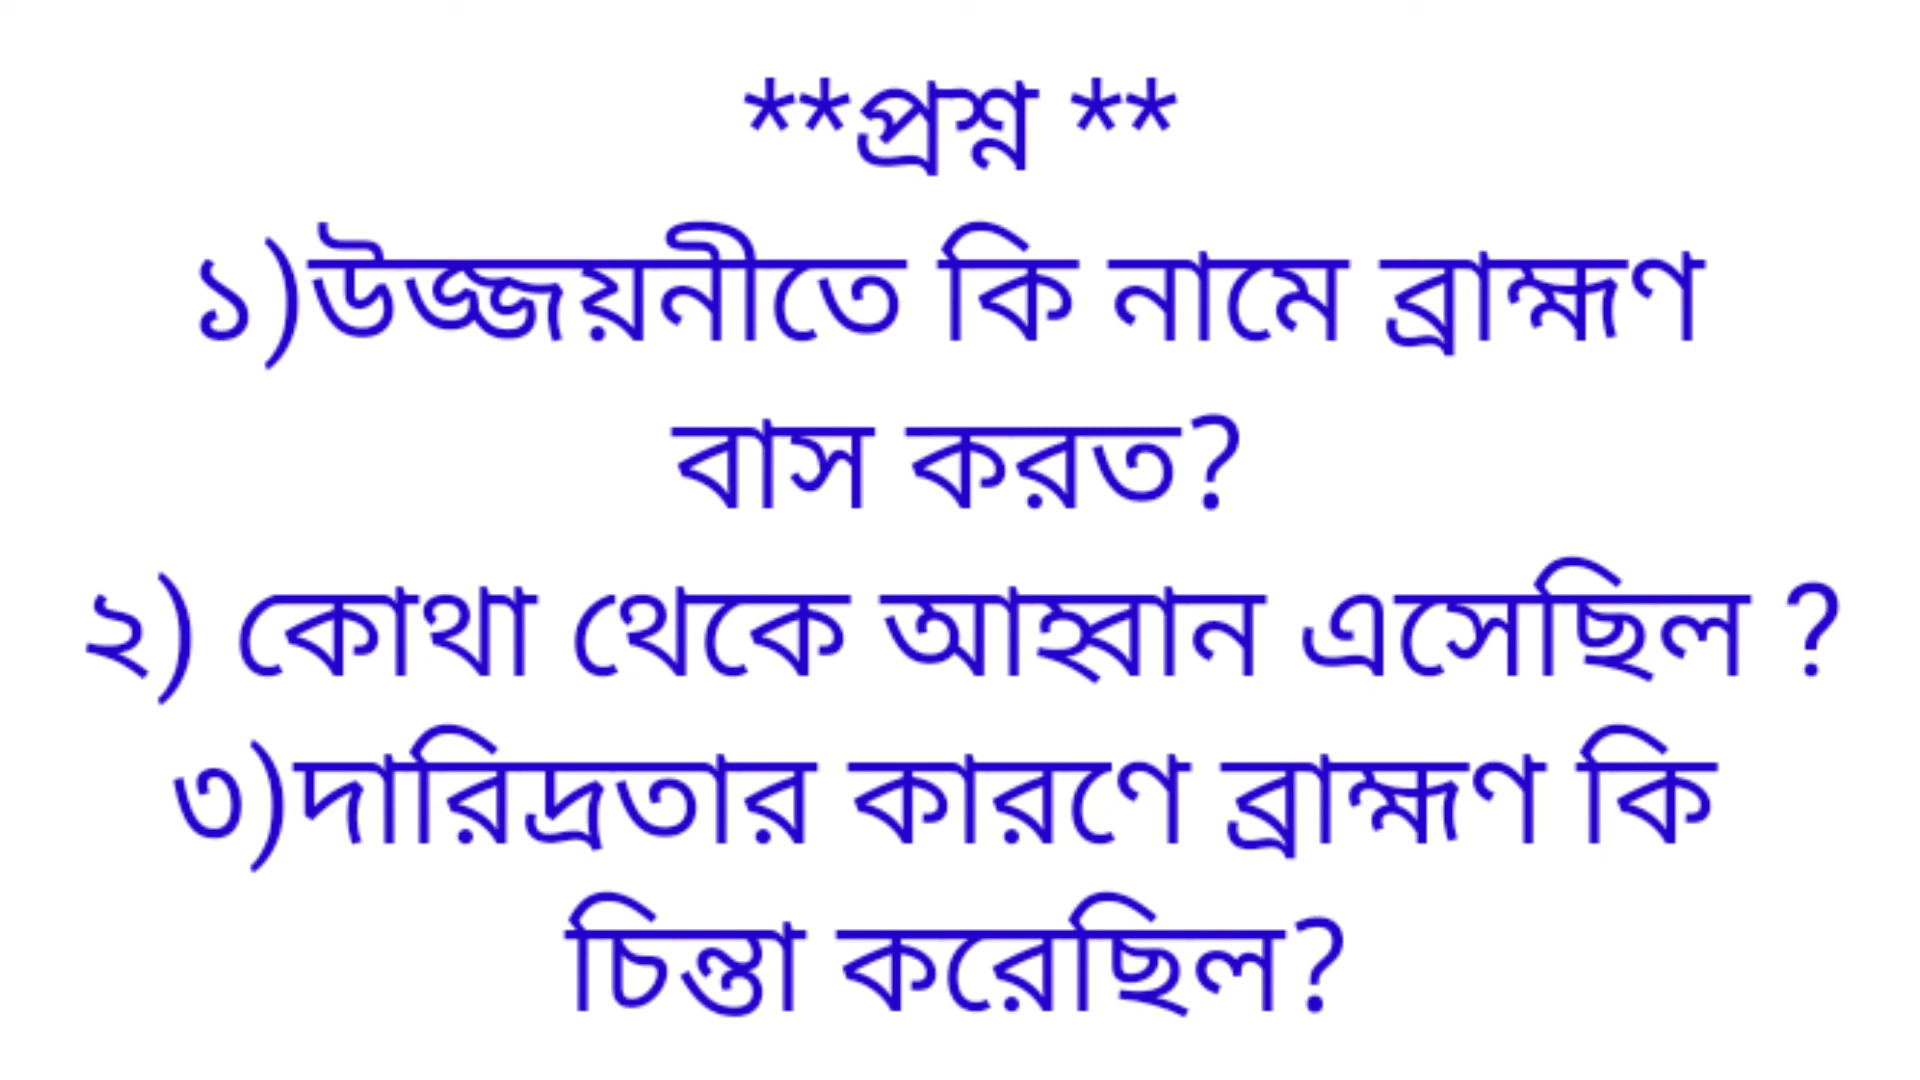 **প্রশ্ন **
১)উজ্জয়নীতে কি নামে ব্রাহ্মণ
বাস করত?
২) কোথা থেকে আহ্বান এসেছিল ?
৩)দারিদ্রতার কারণে ব্রাহ্মণ কি
চিন্তা করেছিল?